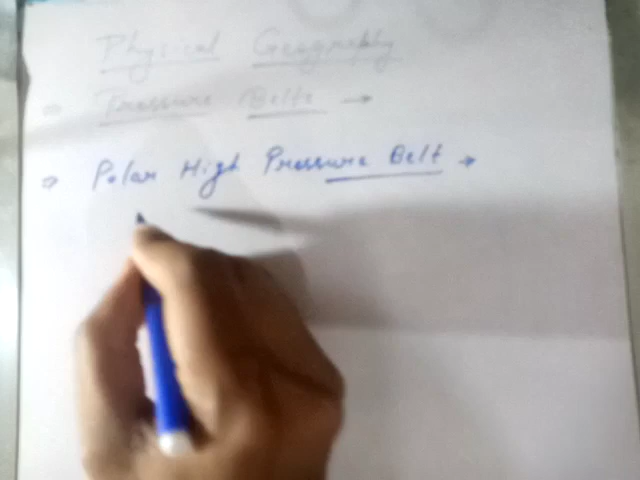 Physical Geography
⇒ Pressure Belts →
⇒ Polar High Pressure Belt →